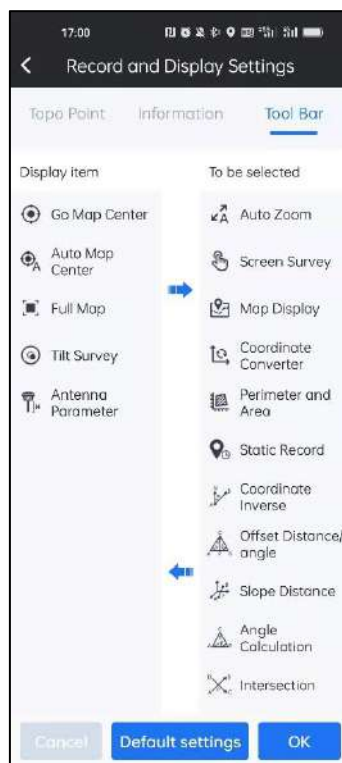 17:00
Record and Display Settings
Topo Point Information Tool Bar
Display item
Go Map Center
Auto Map
Center
Full Map
Tilt Survey
Antenna
Parameter
To be selected
Auto Zoom
Screen Survey
Map Display
Coordinate
Converter
Perimeter and
Area
Static Record
Coordinate
Inverse
Offset Distance/
angle
Slope Distance
Angle
Calculation
Intersection
Cancel Default settings OK